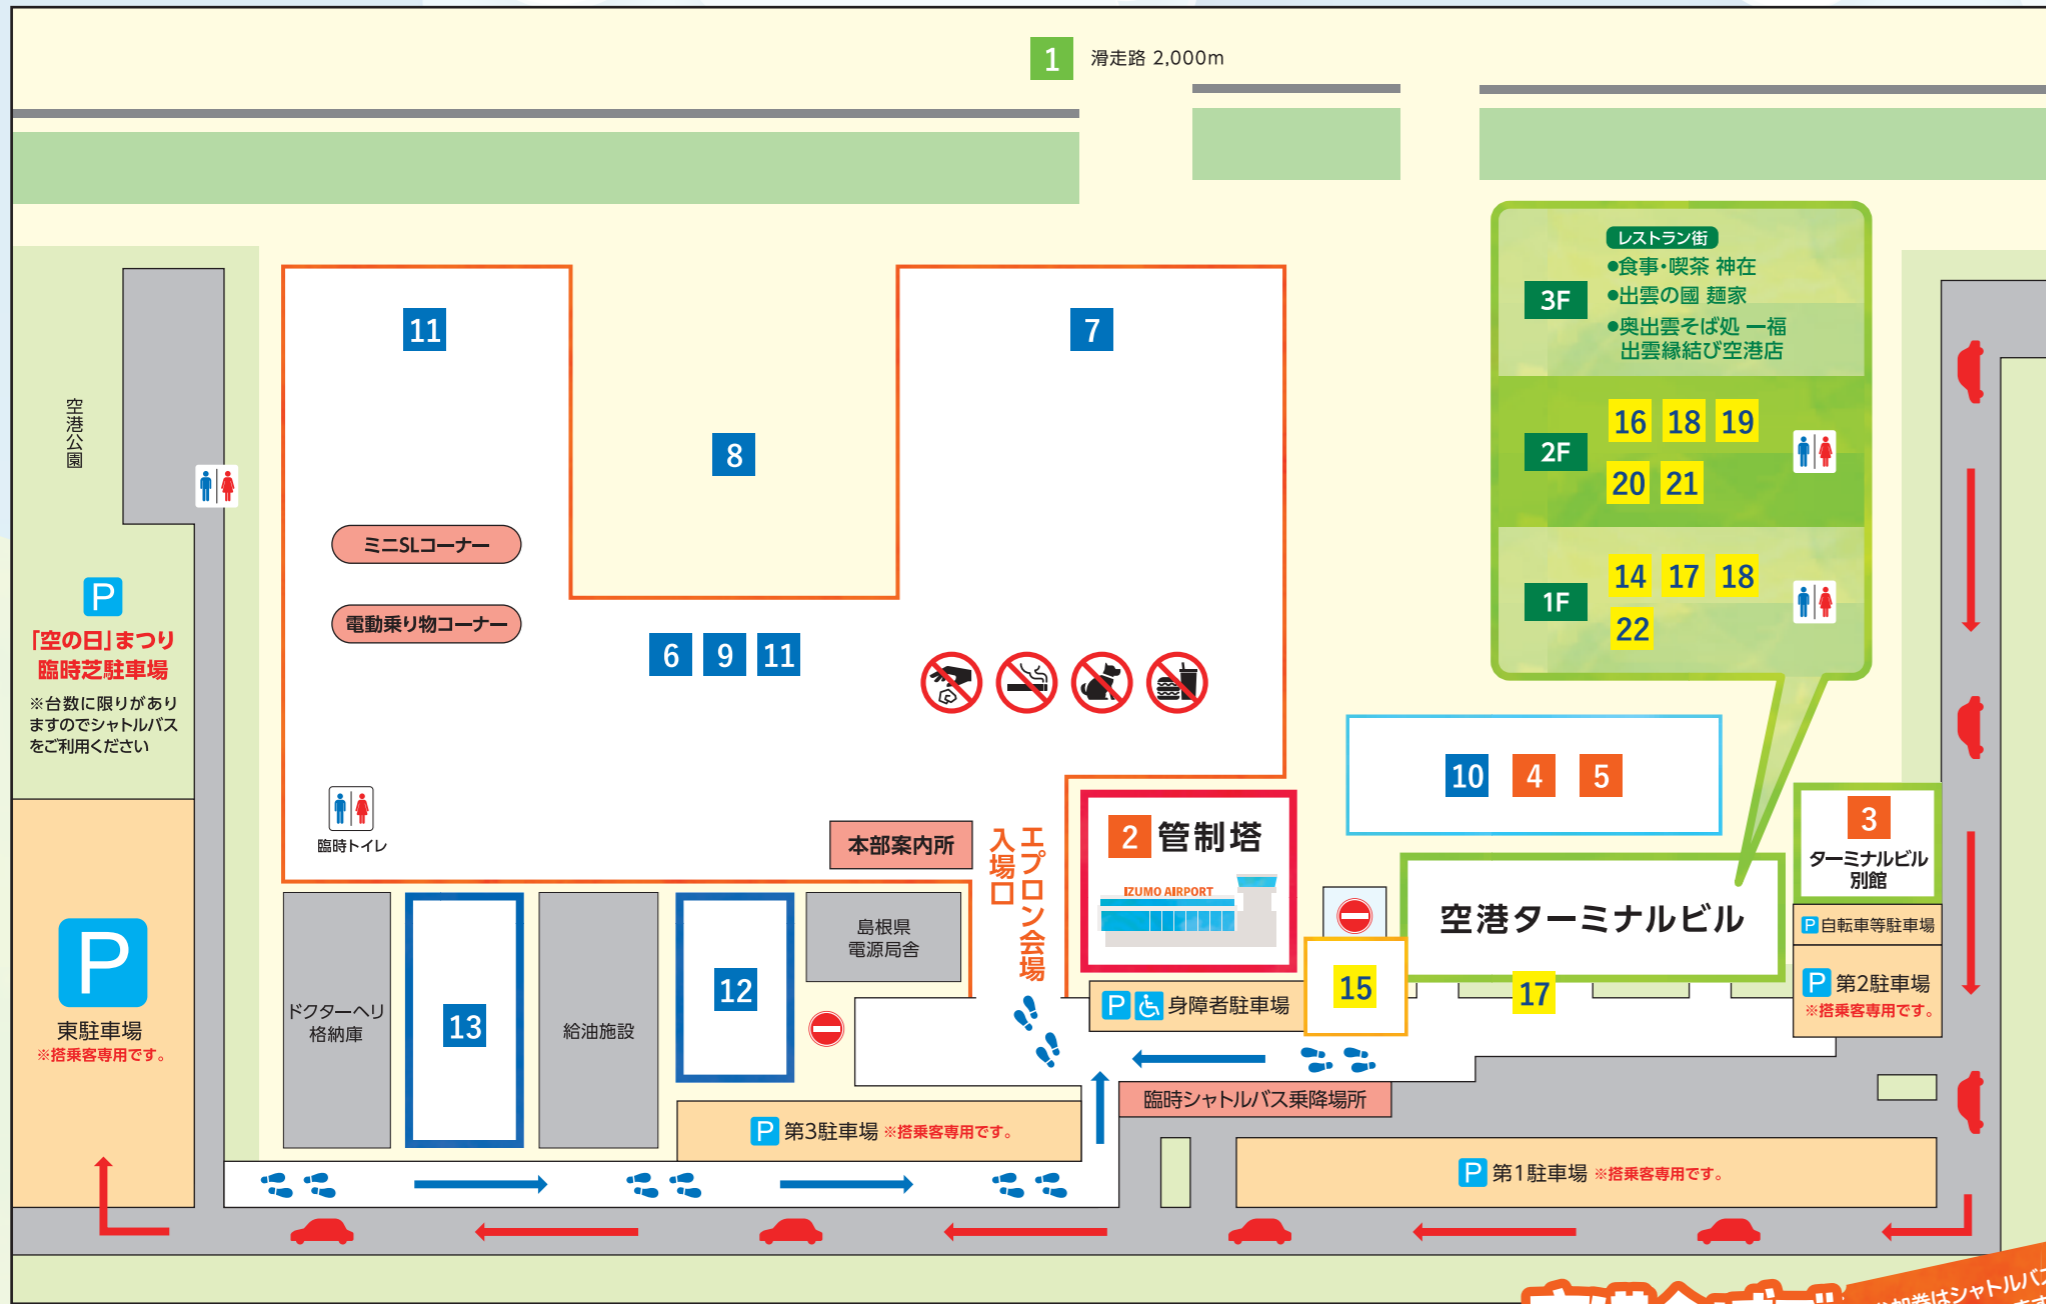 1 滑走路 2,000m
レストラン街
3F
●食事・喫茶 神在
●出雲の國 麺家
●奥出雲そば処 一福
出雲縁結び空港店
2F
16 18 19
20 21
1F
14 17 18
22
11
7
8
空港公園
ミニSLコーナー
電動乗り物コーナー
6 9 11
P
「空の日」まつり
臨時芝駐車場
※台数に限りがあり
ますのでシャトルバス
をご利用ください
臨時トイレ
本部案内所
エプロン会場
入場口
2 管制塔
IZUMO AIRPORT
10 4 5
3
ターミナルビル
別館
空港ターミナルビル
P 自転車等駐車場
P 第2駐車場
※搭乗客専用です。
P
東駐車場
※搭乗客専用です。
ドクターヘリ
格納庫
13
給油施設
12
島根県
電源局舎
P 身障者駐車場
15
17
臨時シャトルバス乗降場所
P 第3駐車場 ※搭乗客専用です。
P 第1駐車場 ※搭乗客専用です。
はシャトルバス